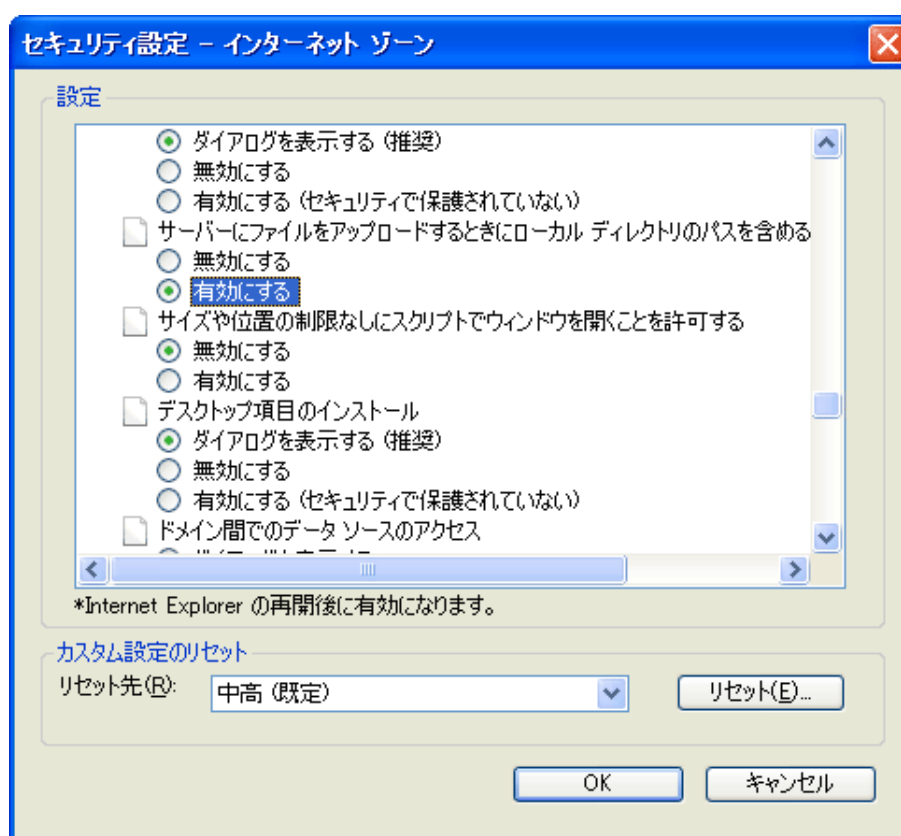 セキュリティ設定 - インターネット ゾーン
設定
ダイアログを表示する (推奨)
無効にする
有効にする (セキュリティで保護されていない)
サーバーにファイルをアップロードするときにローカル ディレクトリのパスを含める
無効にする
有効にする
サイズや位置の制限なしにスクリプトでウィンドウを開くことを許可する
無効にする
有効にする
デスクトップ項目のインストール
ダイアログを表示する (推奨)
無効にする
有効にする (セキュリティで保護されていない)
ドメイン間でのデータ ソースのアクセス
*Internet Explorer の再開後に有効になります。
カスタム設定のリセット
リセット先(R):
中高 (既定)
リセット(E)...
OK
キャンセル